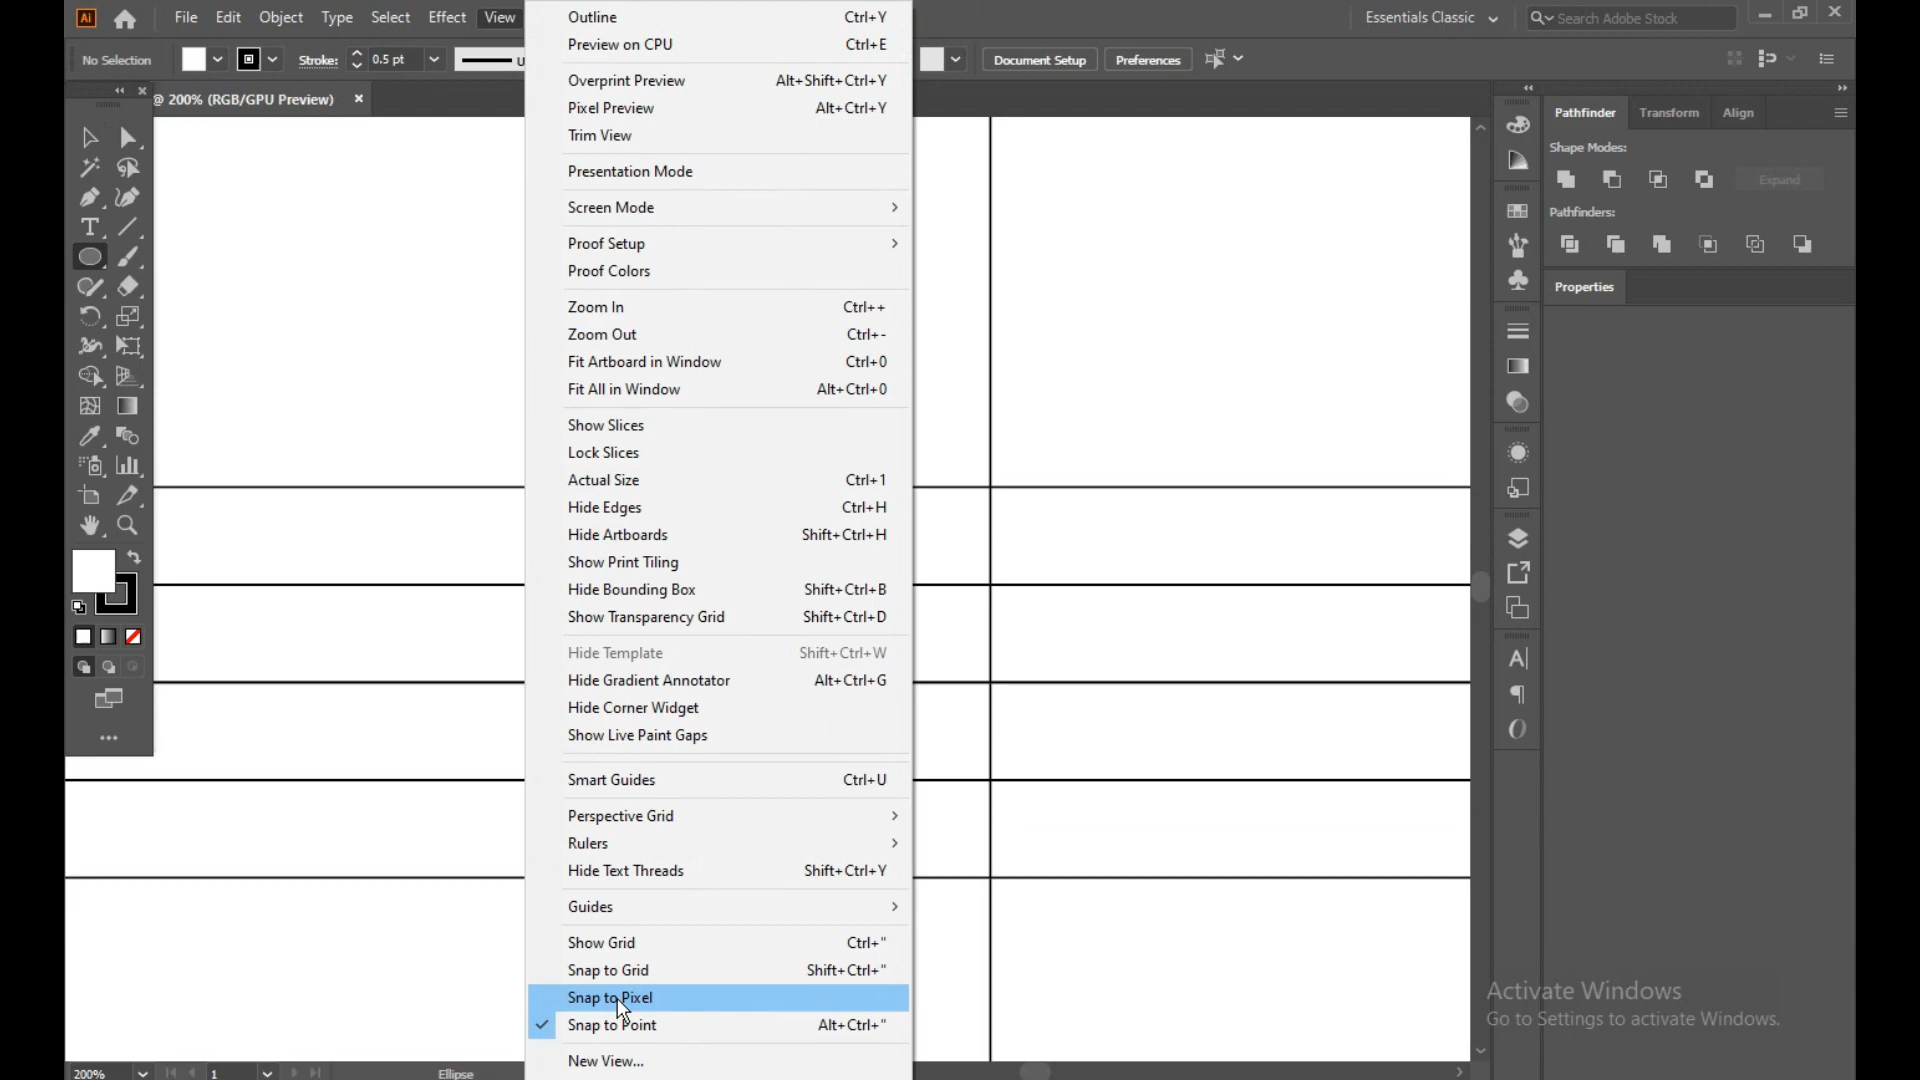 Ai File Edit Object Type Select Effect View
Essentials Classic
Search Adobe Stock
No Selection
Stroke:
0.5 pt
Document Setup
Preferences
@ 200% (RGB/GPU Preview)
Outline Ctrl+Y
Preview on CPU Ctrl+E
Overprint Preview Alt+Shift+Ctrl+Y
Pixel Preview Alt+Ctrl+Y
Trim View
Presentation Mode
Screen Mode
Proof Setup
Proof Colors
Zoom In Ctrl++
Zoom Out Ctrl+-
Fit Artboard in Window Ctrl+0
Fit All in Window Alt+Ctrl+0
Show Slices
Lock Slices
Actual Size Ctrl+1
Hide Edges Ctrl+H
Hide Artboards Shift+Ctrl+H
Show Print Tiling
Hide Bounding Box Shift+Ctrl+B
Show Transparency Grid Shift+Ctrl+D
Hide Template Shift+Ctrl+W
Hide Gradient Annotator Alt+Ctrl+G
Hide Corner Widget
Show Live Paint Gaps
Smart Guides Ctrl+U
Perspective Grid
Rulers
Hide Text Threads Shift+Ctrl+Y
Guides
Show Grid Ctrl+"
Snap to Grid Shift+Ctrl+"
Snap to Pixel
Snap to Point Alt+Ctrl+"
New View...
Pathfinder Transform Align
Shape Modes:
Expand
Pathfinders:
Properties
Activate Windows
Go to Settings to activate Windows.
200%
1
Ellipse